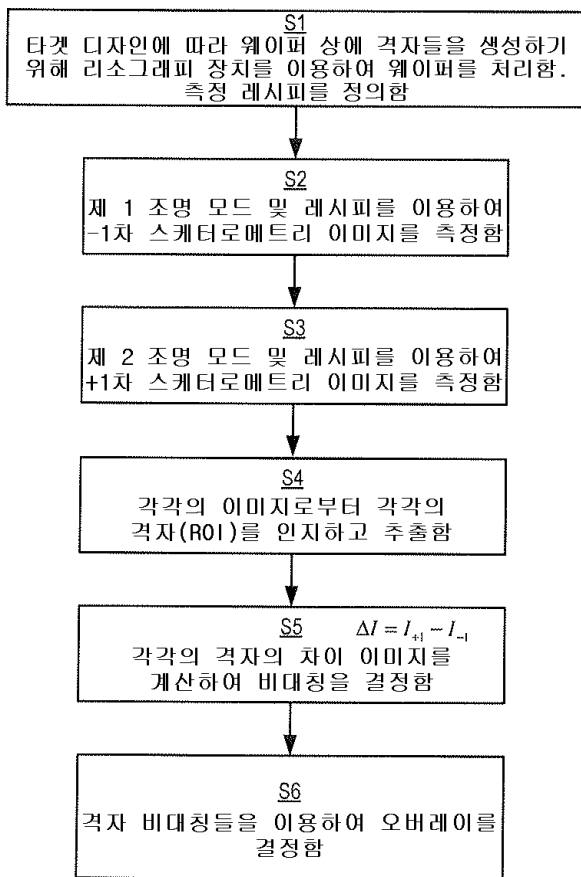 S1
타겟 디자인에 따라 웨이퍼 상에 격자들을 생성하기
위해 리소그래피 장치를 이용하여 웨이퍼를 처리함.
측정 레시피를 정의함
S2
제 1 조명 모드 및 레시피를 이용하여
-1차 스케터로메트리 이미지를 측정함
S3
제 2 조명 모드 및 레시피를 이용하여
+1차 스케터로메트리 이미지를 측정함
S4
각각의 이미지로부터 각각의
격자(ROI)를 인지하고 추출함
S5 ΔI = I₊₁ − I₋₁
각각의 격자의 차이 이미지를
계산하여 비대칭을 결정함
S6
격자 비대칭들을 이용하여 오버레이를
결정함